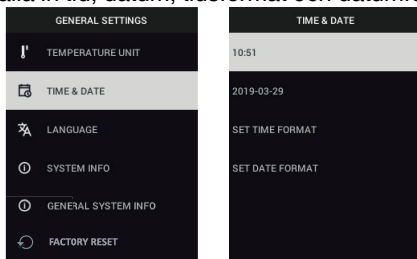 GENERAL SETTINGS
TEMPERATURE UNIT
TIME & DATE
LANGUAGE
SYSTEM INFO
GENERAL SYSTEM INFO
FACTORY RESET
TIME & DATE
10:51
2019-03-29
SET TIME FORMAT
SET DATE FORMAT